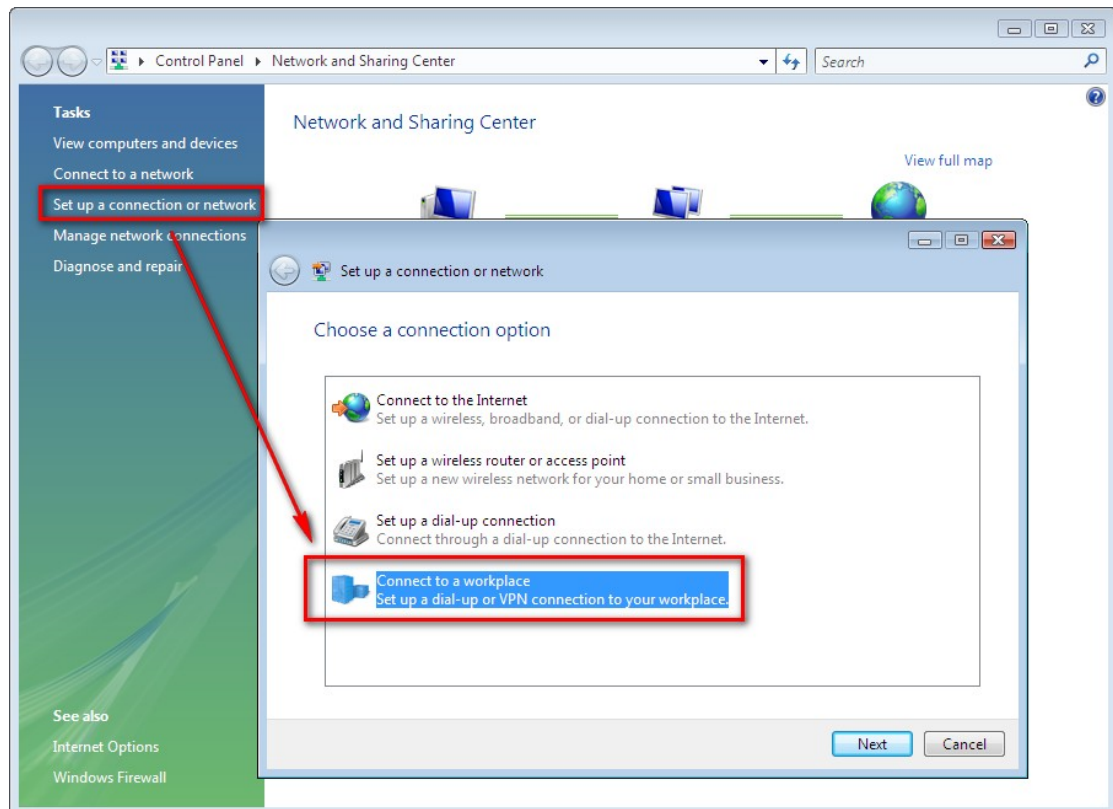 Control Panel
Network and Sharing Center
Search
Tasks
View computers and devices
Connect to a network
Set up a connection or network
Manage network connections
Diagnose and repair
See also
Internet Options
Windows Firewall
Network and Sharing Center
View full map
Set up a connection or network
Choose a connection option
Connect to the Internet
Set up a wireless, broadband, or dial-up connection to the Internet.
Set up a wireless router or access point
Set up a new wireless network for your home or small business.
Set up a dial-up connection
Connect through a dial-up connection to the Internet.
Connect to a workplace
Set up a dial-up or VPN connection to your workplace.
Next
Cancel